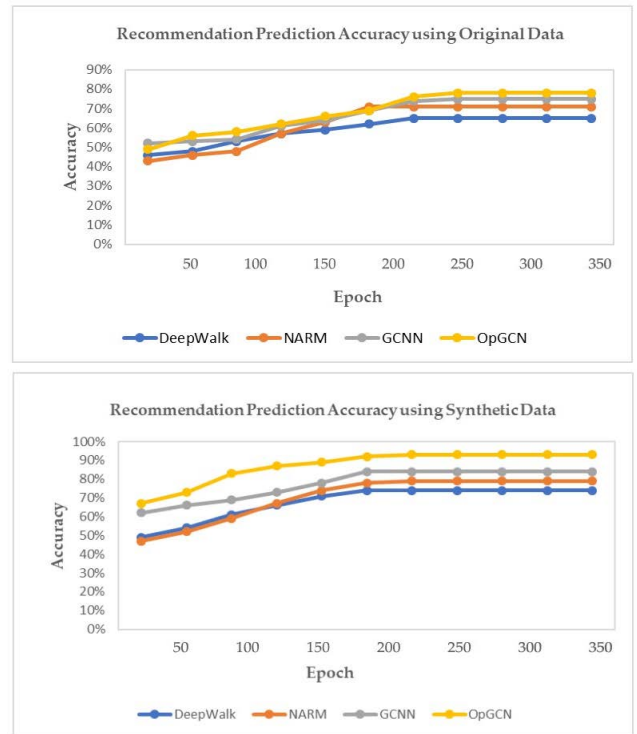 Recommendation Prediction Accuracy using Original Data
90%
80%
70%
60%
50%
40%
30%
20%
10%
0%
Accuracy
50 100 150 200 250 300 350
Epoch
DeepWalk NARM GCNN OpGCN
Recommendation Prediction Accuracy using Synthetic Data
100%
90%
80%
70%
60%
50%
40%
30%
20%
10%
0%
Accuracy
50 100 150 200 250 300 350
Epoch
DeepWalk NARM GCNN OpGCN